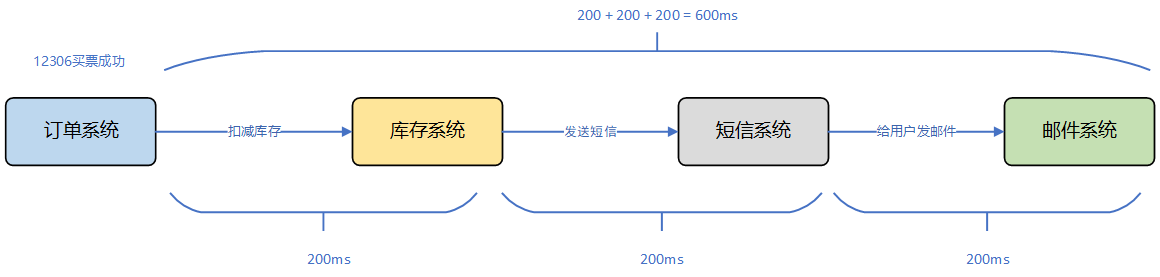 200 + 200 + 200 = 600ms
12306买票成功
订单系统
扣减库存
库存系统
发送短信
短信系统
给用户发邮件
邮件系统
200ms
200ms
200ms